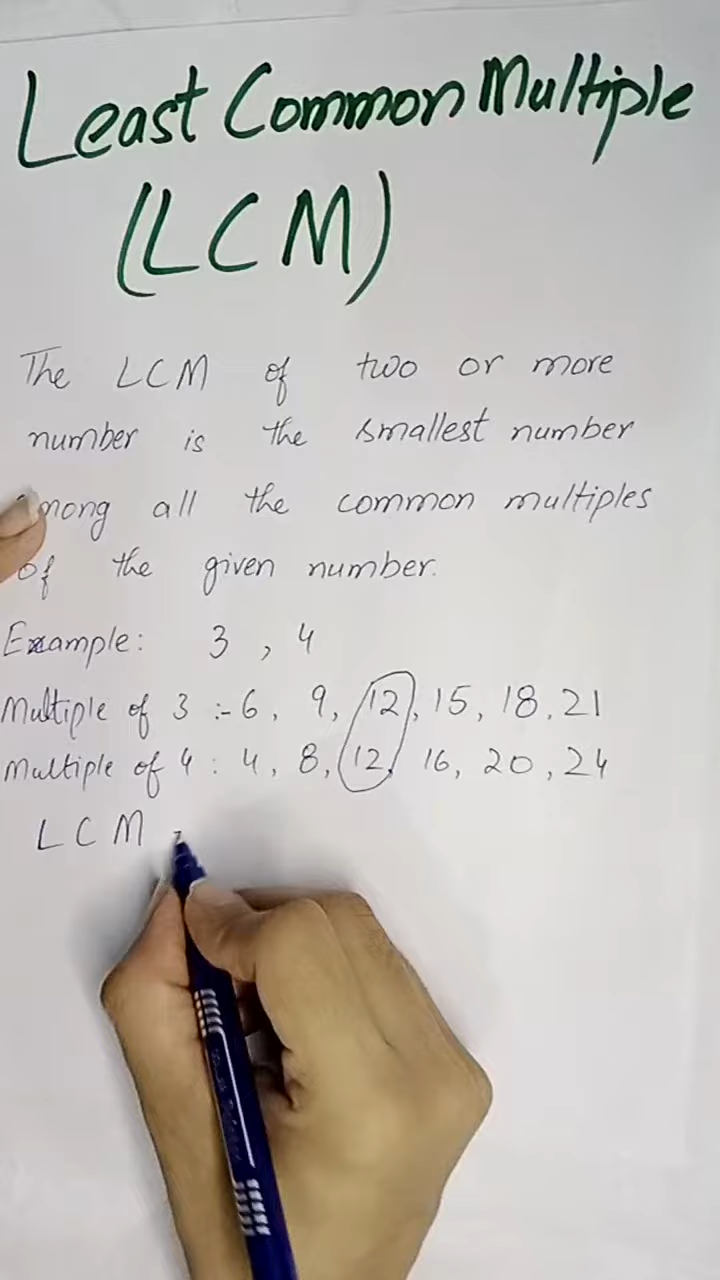 Least Common Multiple
(LCM)
The LCM of two or more
number is the smallest number
among all the common multiples
of the given number.
Example: 3 , 4
Multiple of 3 :- 6, 9, 12, 15, 18, 21
Multiple of 4 : 4, 8, 12, 16, 20, 24
LCM